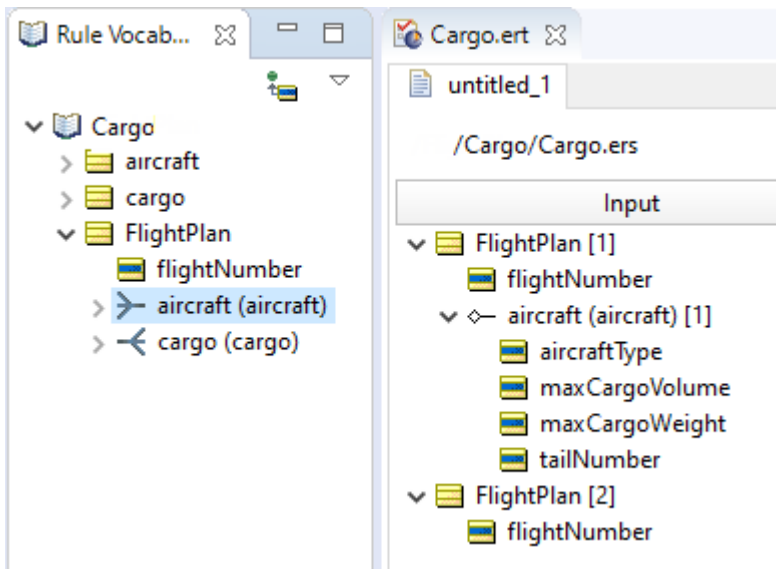 Rule Vocab...
Cargo
aircraft
cargo
FlightPlan
flightNumber
aircraft (aircraft)
cargo (cargo)
Cargo.ert
untitled_1
/Cargo/Cargo.ers
Input
FlightPlan [1]
flightNumber
aircraft (aircraft) [1]
aircraftType
maxCargoVolume
maxCargoWeight
tailNumber
FlightPlan [2]
flightNumber